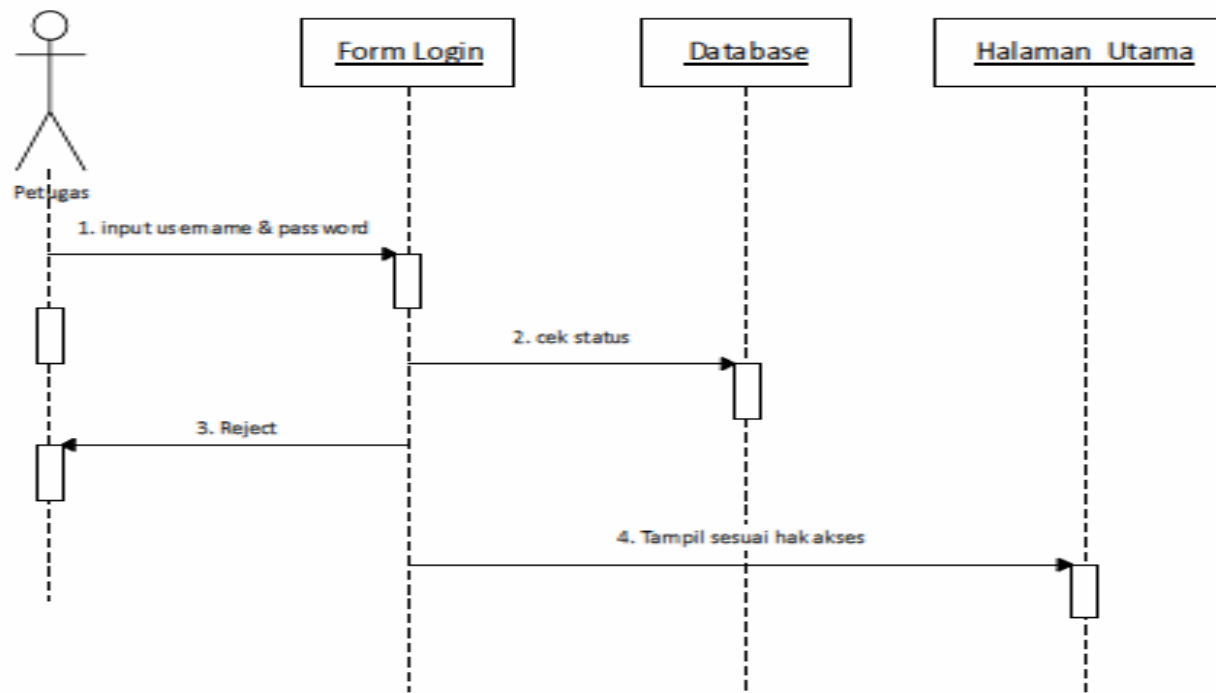 Form Login
Database
Halaman Utama
Petugas
1. input username & password
2. cek status
3. Reject
4. Tampil sesuai hak akses